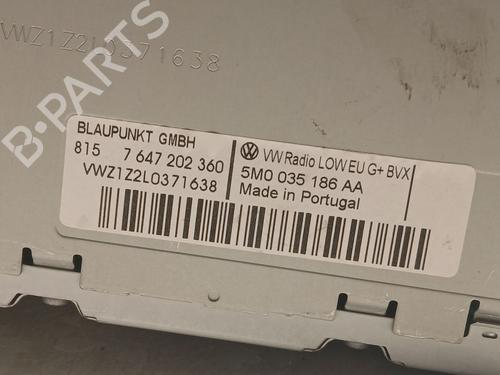 VWZ1Z2L0371638
B-PARTS
BLAUPUNKT GMBH
815 7 647 202 360
VWZ1Z2L0371638
VW Radio LOW EU G+ BVX
5M0 035 186 AA
Made in Portugal